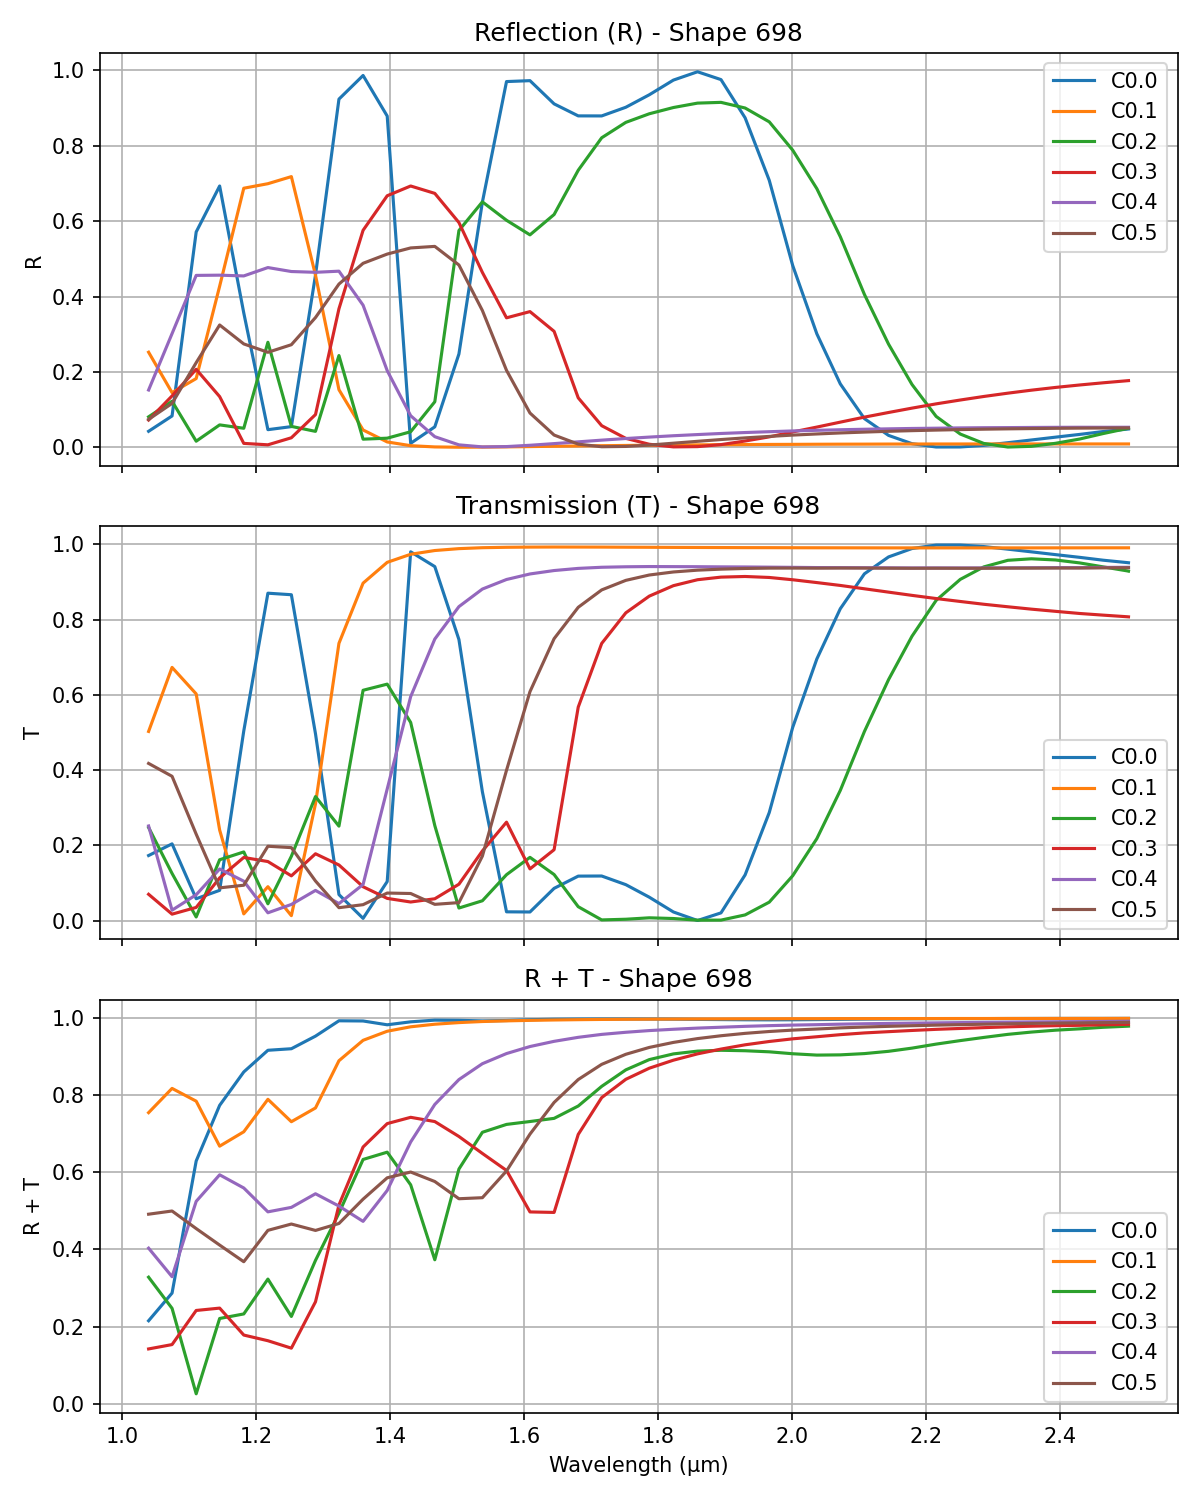 Reflection (R) - Shape 698
1.0
0.8
0.6
0.4
0.2
0.0
R
C0.0
C0.1
C0.2
C0.3
C0.4
C0.5
Transmission (T) - Shape 698
1.0
0.8
0.6
0.4
0.2
0.0
T
C0.0
C0.1
C0.2
C0.3
C0.4
C0.5
R + T - Shape 698
1.0
0.8
0.6
0.4
0.2
0.0
R + T
C0.0
C0.1
C0.2
C0.3
C0.4
C0.5
1.0 1.2 1.4 1.6 1.8 2.0 2.2 2.4
Wavelength (μm)